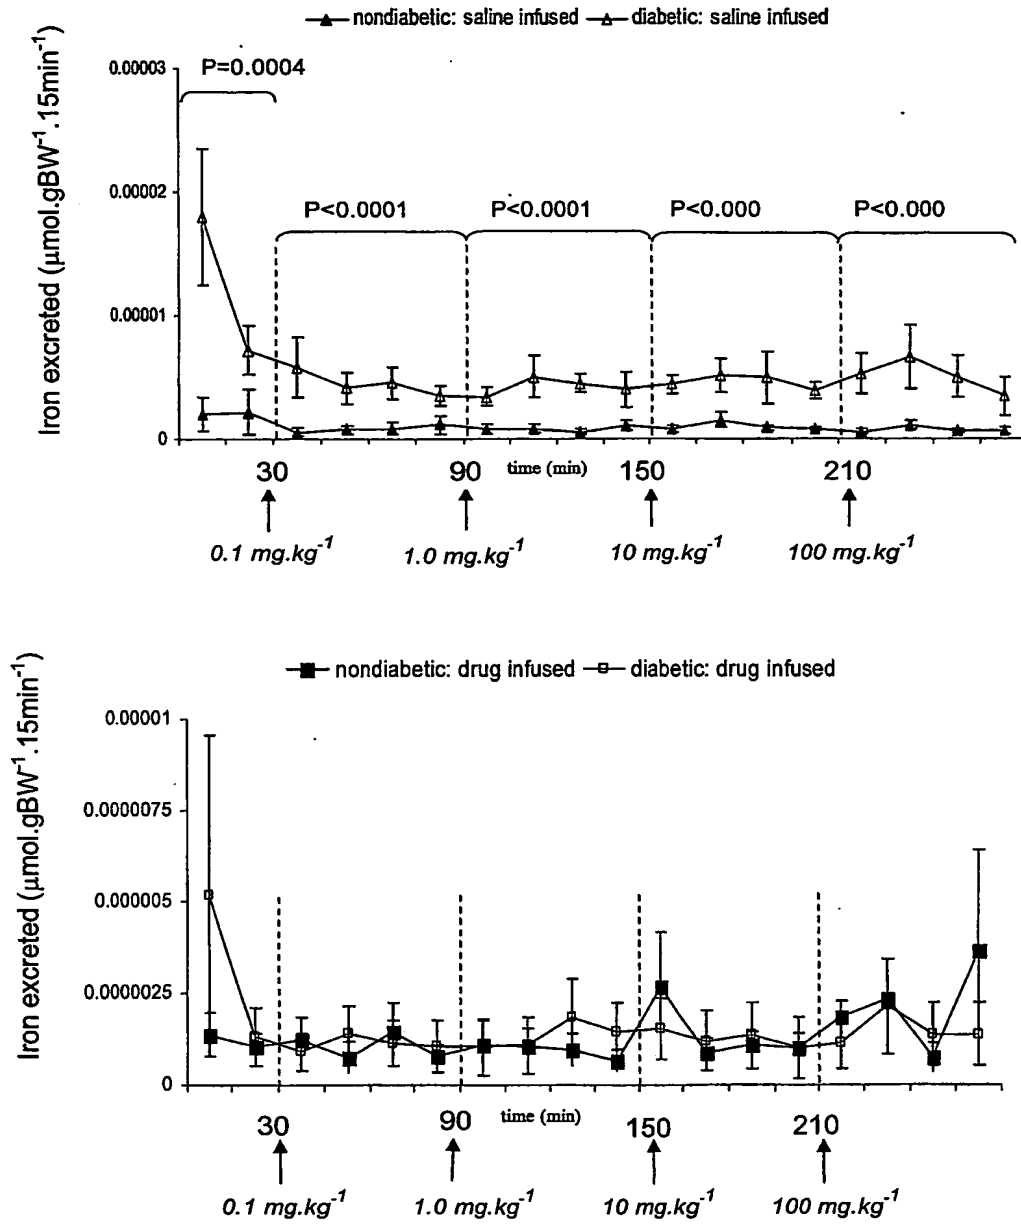 nondiabetic: saline infused diabetic: saline infused
Iron excreted (µmol.gBW⁻¹.15min⁻¹)
0.00003
P=0.0004
0.00002
P<0.0001 P<0.0001 P<0.000 P<0.000
0.00001
0
30 90 time (min) 150 210
0.1 mg.kg⁻¹ 1.0 mg.kg⁻¹ 10 mg.kg⁻¹ 100 mg.kg⁻¹
nondiabetic: drug infused diabetic: drug infused
Iron excreted (µmol.gBW⁻¹.15min⁻¹)
0.00001
0.0000075
0.000005
0.0000025
0
30 90 time (min) 150 210
0.1 mg.kg⁻¹ 1.0 mg.kg⁻¹ 10 mg.kg⁻¹ 100 mg.kg⁻¹